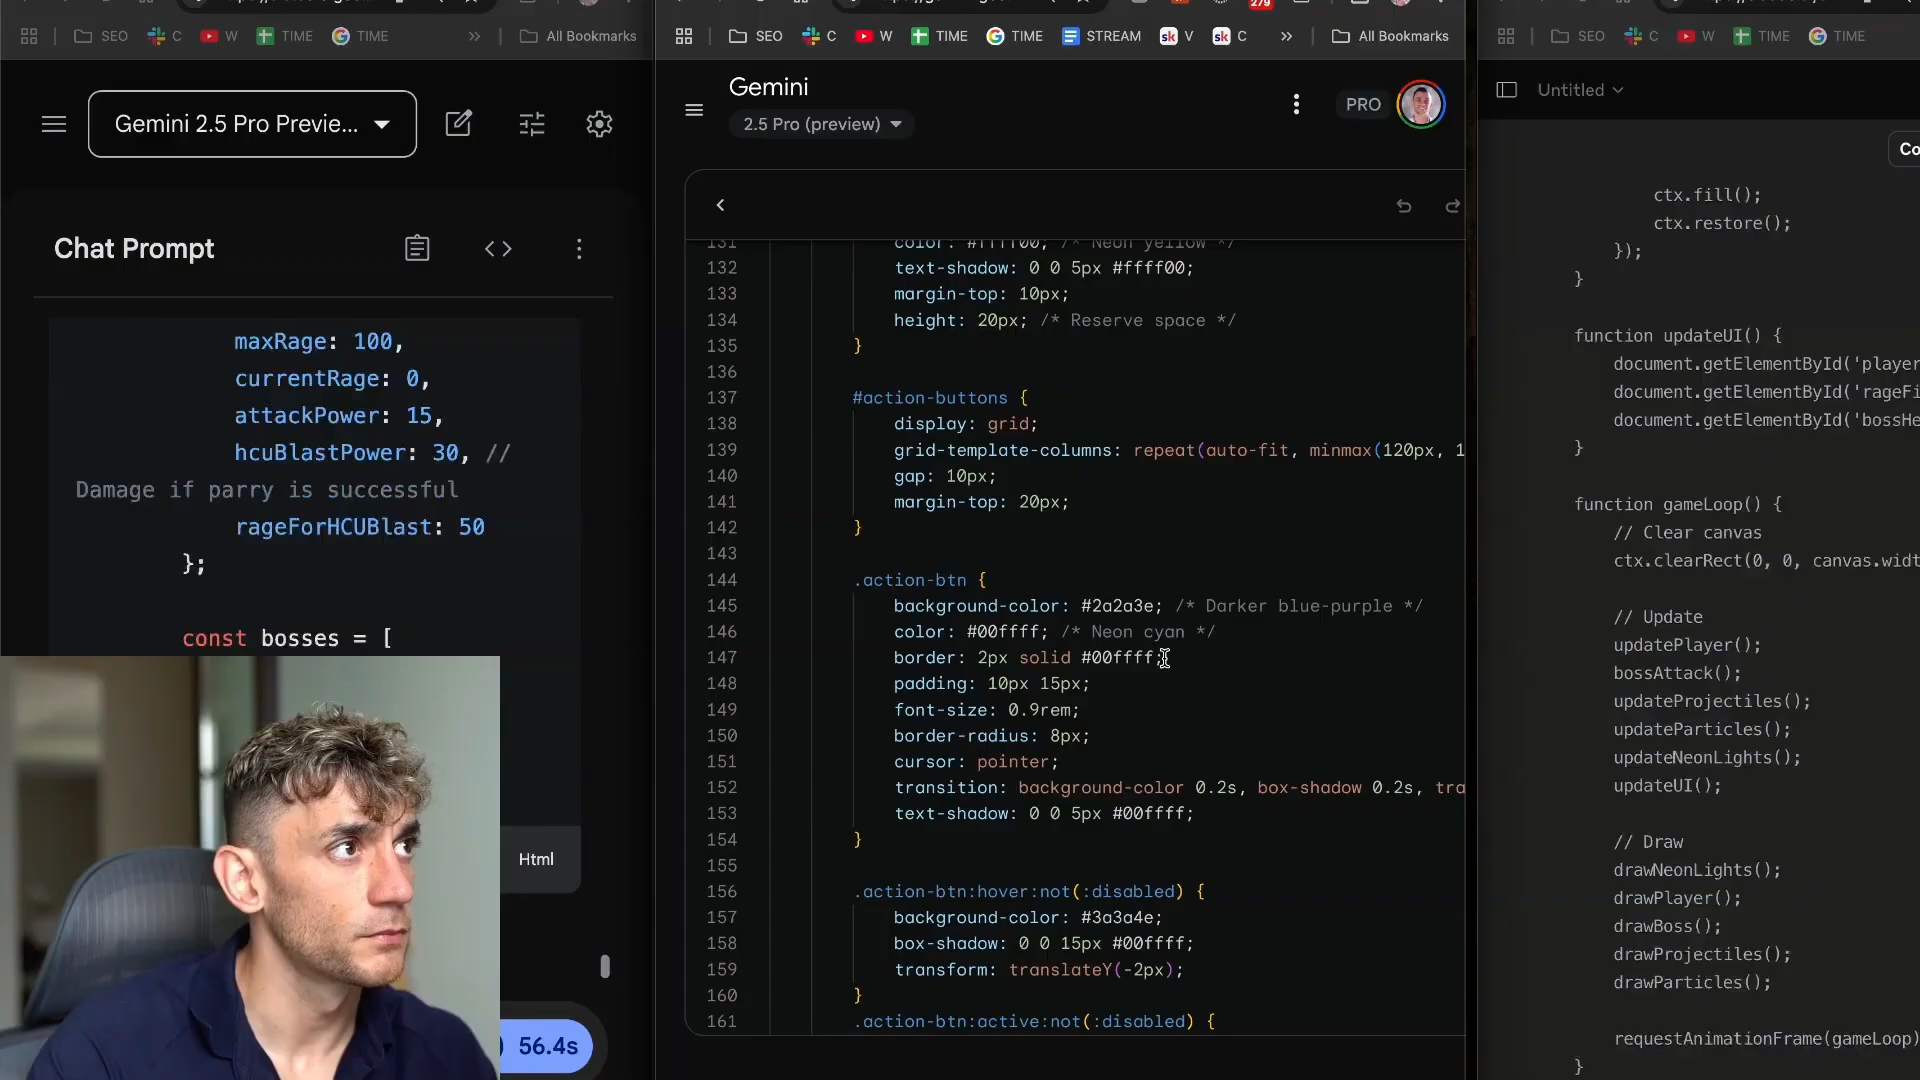 SEO
C
W
TIME
TIME
All Bookmarks
Gemini 2.5 Pro Previe...
Chat Prompt
maxRage: 100,
currentRage: 0,
attackPower: 15,
hcuBlastPower: 30, //
Damage if parry is successful
rageForHCUBlast: 50
};
const bosses = [
Html
56.4s
279
SEO
C
W
TIME
TIME
STREAM
sk V
sk C
All Bookmarks
Gemini
2.5 Pro (preview)
PRO
131 color: #ffff00; /* Neon yellow */
132 text-shadow: 0 0 5px #ffff00;
133 margin-top: 10px;
134 height: 20px; /* Reserve space */
135 }
136
137 #action-buttons {
138 display: grid;
139 grid-template-columns: repeat(auto-fit, minmax(120px, 1
140 gap: 10px;
141 margin-top: 20px;
142 }
143
144 .action-btn {
145 background-color: #2a2a3e; /* Darker blue-purple */
146 color: #00ffff; /* Neon cyan */
147 border: 2px solid #00ffff;
148 padding: 10px 15px;
149 font-size: 0.9rem;
150 border-radius: 8px;
151 cursor: pointer;
152 transition: background-color 0.2s, box-shadow 0.2s, tra
153 text-shadow: 0 0 5px #00ffff;
154 }
155
156 .action-btn:hover:not(:disabled) {
157 background-color: #3a3a4e;
158 box-shadow: 0 0 15px #00ffff;
159 transform: translateY(-2px);
160 }
161 .action-btn:active:not(:disabled) {
SEO
C
W
TIME
TIME
Untitled
Co
ctx.fill();
ctx.restore();
});
}
function updateUI() {
document.getElementById('player
document.getElementById('rageFi
document.getElementById('bossHe
}
function gameLoop() {
// Clear canvas
ctx.clearRect(0, 0, canvas.widt
// Update
updatePlayer();
bossAttack();
updateProjectiles();
updateParticles();
updateNeonLights();
updateUI();
// Draw
drawNeonLights();
drawPlayer();
drawBoss();
drawProjectiles();
drawParticles();
requestAnimationFrame(gameLoop)
}